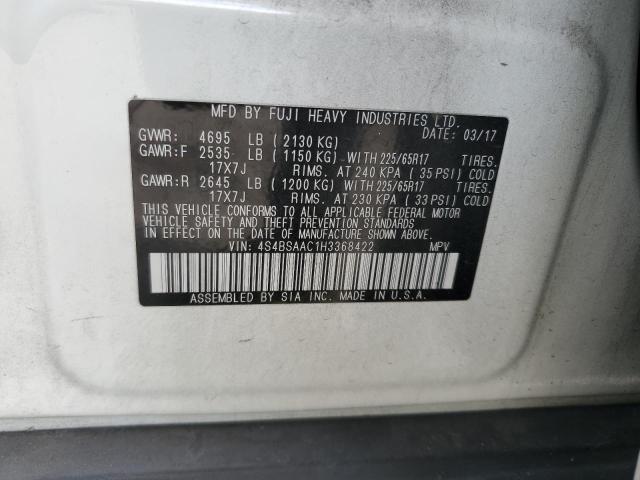 MFD BY FUJI HEAVY INDUSTRIES LTD.
DATE: 03/17
GVWR: 4695 LB ( 2130 KG)
GAWR:F 2535 LB ( 1150 KG) WITH 225/65R17 TIRES.
17X7J RIMS. AT 240 KPA ( 35 PSI) COLD
GAWR:R 2645 LB ( 1200 KG) WITH 225/65R17 TIRES.
17X7J RIMS. AT 230 KPA ( 33 PSI) COLD
THIS VEHICLE CONFORMS TO ALL APPLICABLE FEDERAL MOTOR
VEHICLE SAFETY AND THEFT PREVENTION STANDARDS
IN EFFECT ON THE DATE OF MANUFACTURE SHOWN ABOVE.
VIN: 4S4BSAAC1H3368422 MPV
ASSEMBLED BY SIA INC. MADE IN U.S.A.